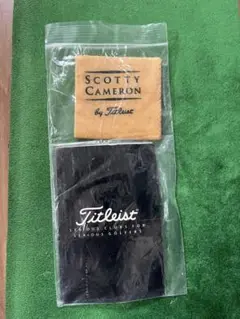 SCOTTY
CAMERON
by Titleist
Titleist
SERIOUS CLUBS FOR
SERIOUS GOLFERS